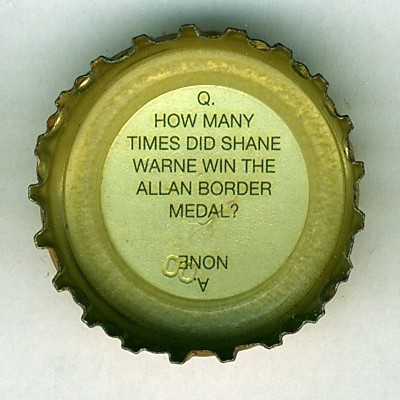 Q.
HOW MANY
TIMES DID SHANE
WARNE WIN THE
ALLAN BORDER
MEDAL?
A.
NONE